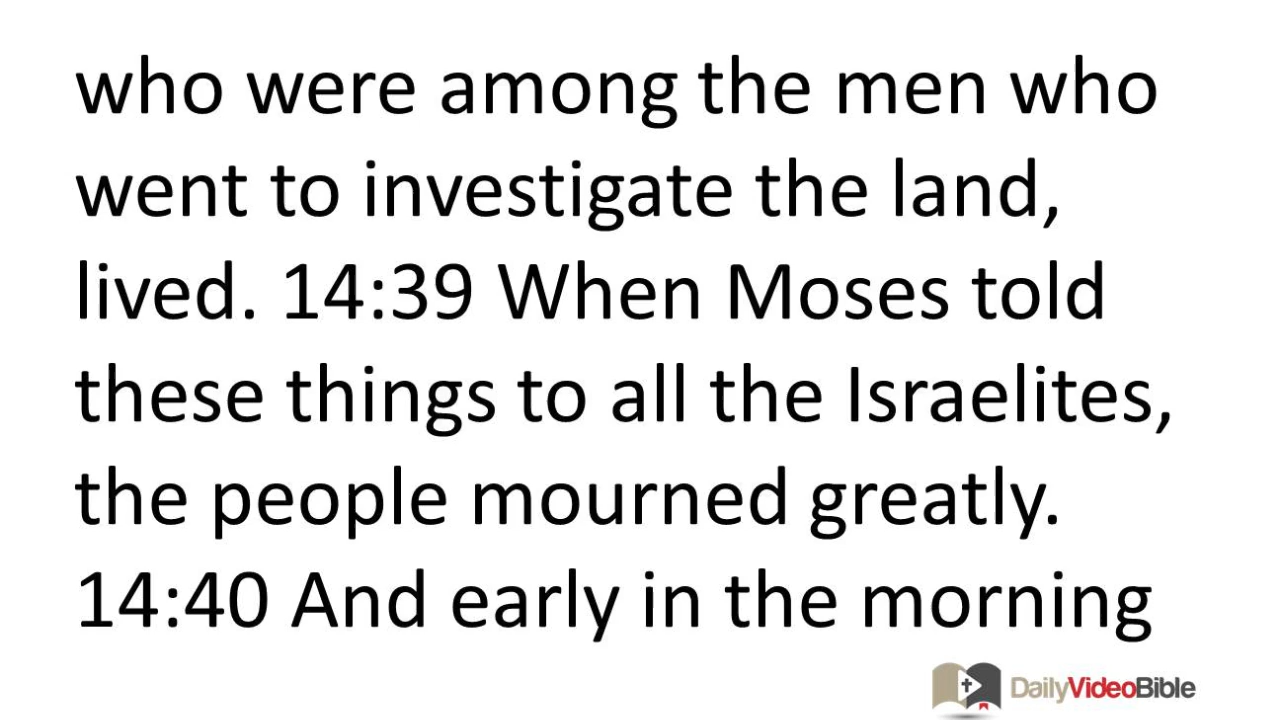 who were among the men who
went to investigate the land,
lived. 14:39 When Moses told
these things to all the Israelites,
the people mourned greatly.
14:40 And early in the morning
DailyVideoBible